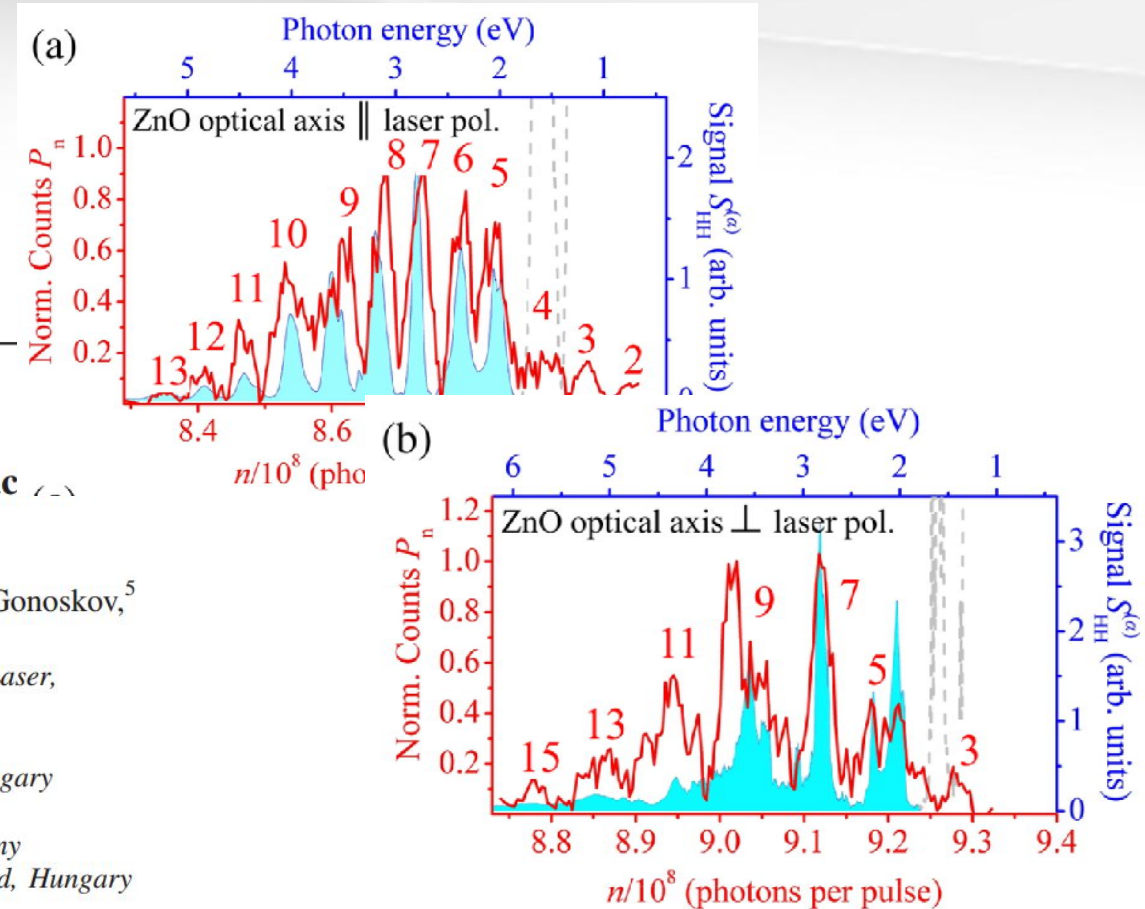 (a)
Photon energy (eV)
5 4 3 2 1
ZnO optical axis ∥ laser pol.
Norm. Counts Pn
1.0
0.8
0.6
0.4
0.2
13 12 11 10 9 8 7 6 5 4 3 2
2
1
0
Signal S_HH^(α) (arb. units)
8.4 8.6
n/10^8 (pho
(b)
Photon energy (eV)
6 5 4 3 2 1
ZnO optical axis ⊥ laser pol.
Norm. Counts Pn
1.2
1.0
0.8
0.6
0.4
0.2
15 13 11 9 7 5 3
3
2
1
0
Signal S_HH^(α) (arb. units)
8.8 8.9 9.0 9.1 9.2 9.3 9.4
n/10^8 (photons per pulse)
Gonoskov,5
aser,
gary
ny
d, Hungary